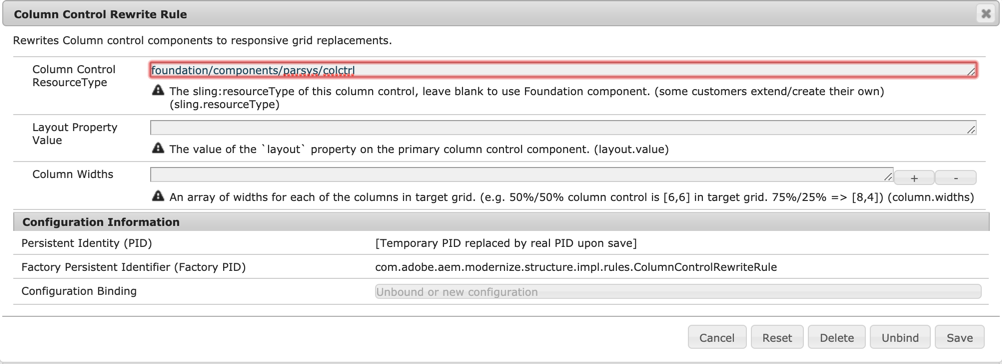 Column Control Rewrite Rule
Rewrites Column control components to responsive grid replacements.
Column Control ResourceType
foundation/components/parsys/colctrl
The sling:resourceType of this column control, leave blank to use Foundation component. (some customers extend/create their own)
(sling.resourceType)
Layout Property Value
The value of the `layout` property on the primary column control component. (layout.value)
Column Widths
+ -
An array of widths for each of the columns in target grid. (e.g. 50%/50% column control is [6,6] in target grid. 75%/25% => [8,4]) (column.widths)
Configuration Information
Persistent Identity (PID) [Temporary PID replaced by real PID upon save]
Factory Persistent Identifier (Factory PID) com.adobe.aem.modernize.structure.impl.rules.ColumnControlRewriteRule
Configuration Binding Unbound or new configuration
Cancel Reset Delete Unbind Save